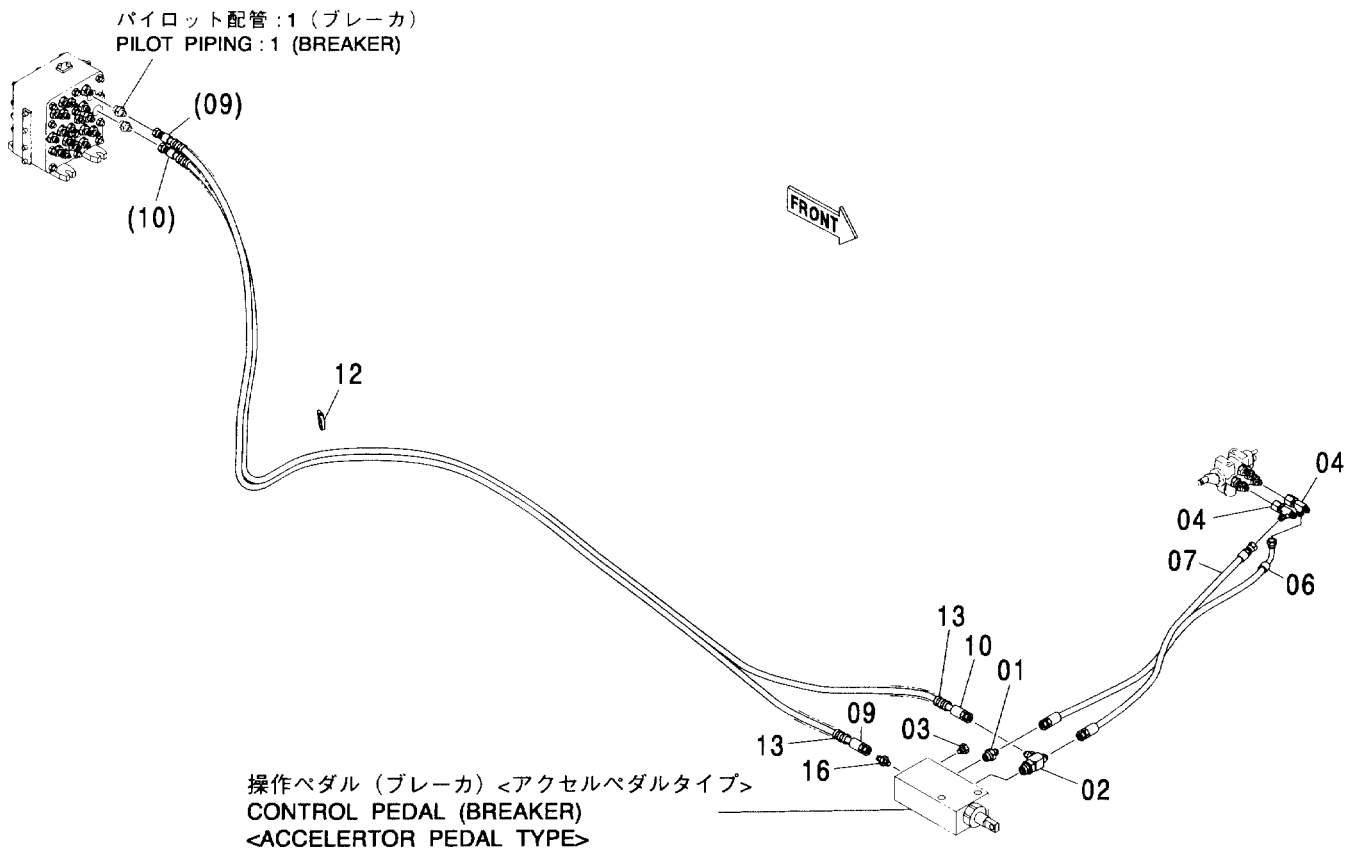 パイロット配管:1 (ブレーカ)
PILOT PIPING : 1 (BREAKER)
(09)
(10)
FRONT
12
04
04
07
06
13
10
01
09
03
13
16
02
操作ペダル (ブレーカ) <アクセルペダルタイプ>
CONTROL PEDAL (BREAKER)
<ACCELERTOR PEDAL TYPE>